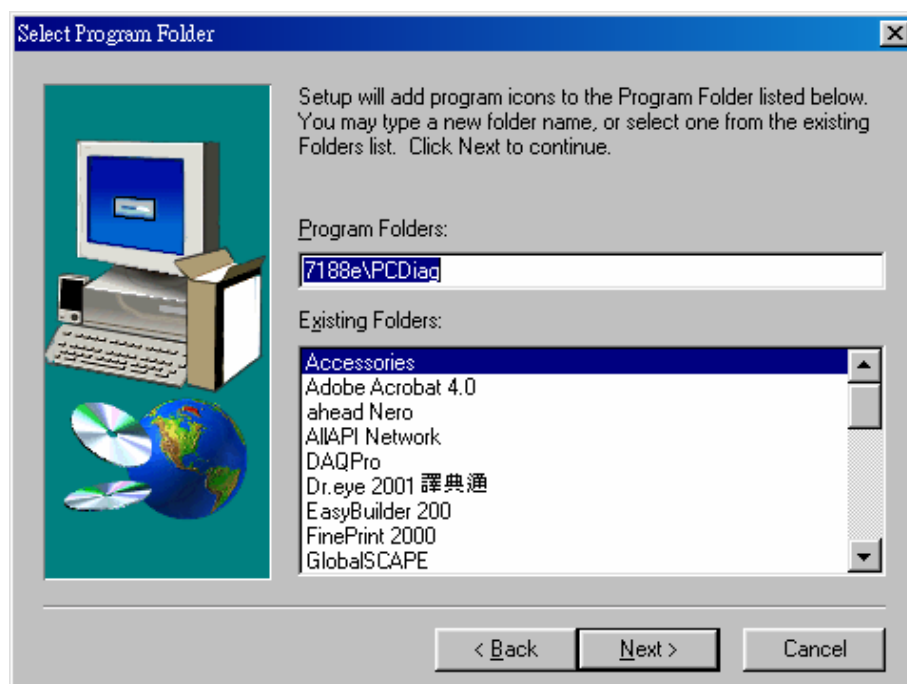 Select Program Folder
Setup will add program icons to the Program Folder listed below.
You may type a new folder name, or select one from the existing
Folders list. Click Next to continue.
Program Folders:
7188e\PCDiag
Existing Folders:
Accessories
Adobe Acrobat 4.0
ahead Nero
AllAPI Network
DAQPro
Dr.eye 2001 譯典通
EasyBuilder 200
FinePrint 2000
GlobalSCAPE
< Back
Next >
Cancel